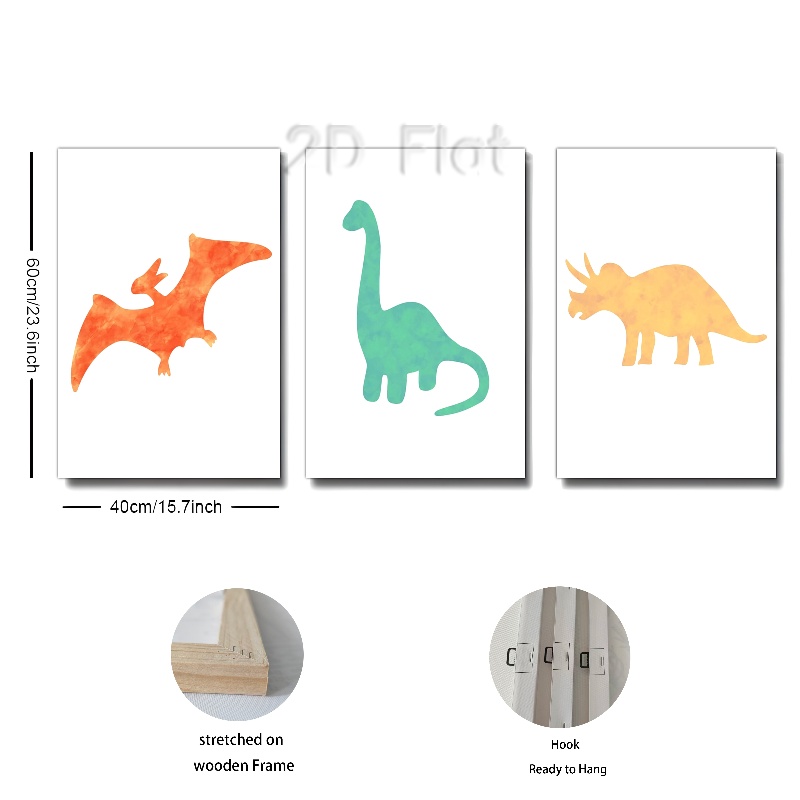 2D Flat
60cm/23.6inch
40cm/15.7inch
stretched on
wooden Frame
Hook
Ready to Hang